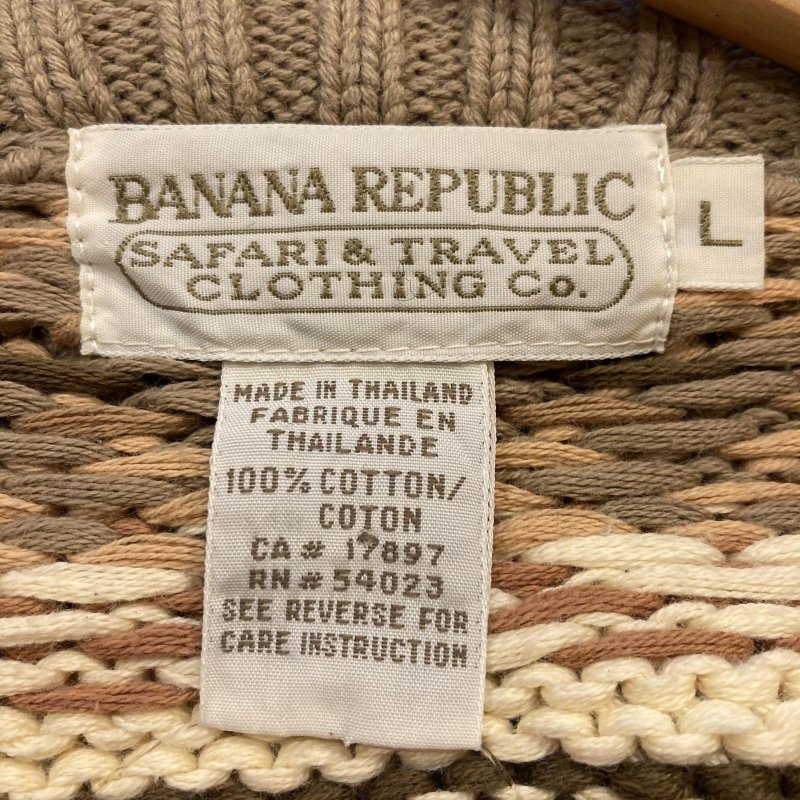 BANANA REPUBLIC
SAFARI & TRAVEL
CLOTHING Co.
L
MADE IN THAILAND
FABRIQUE EN
THAILANDE
100% COTTON/
COTON
CA# 17897
RN# 54023
SEE REVERSE FOR
CARE INSTRUCTION